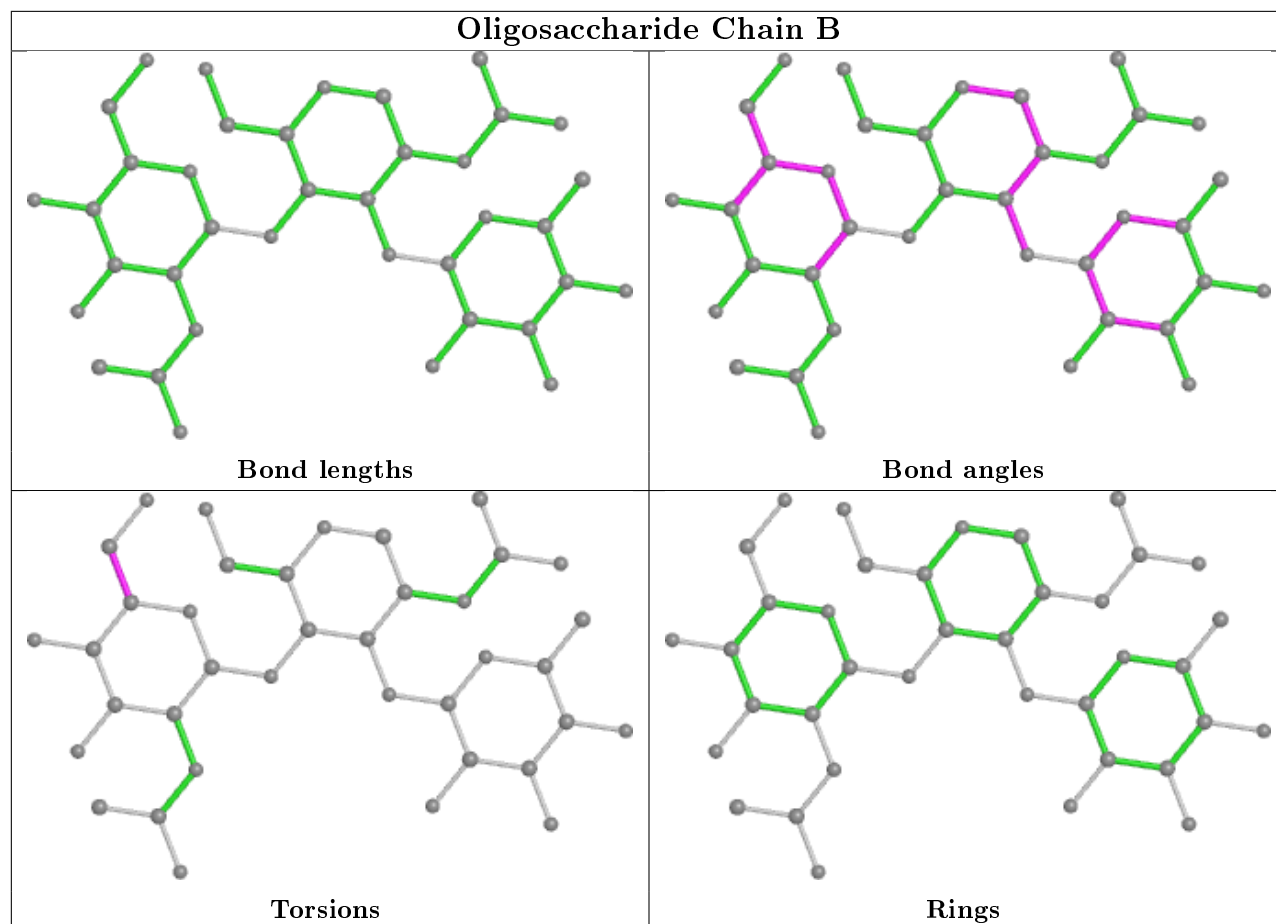 Oligosaccharide Chain B
Bond lengths
Bond angles
Torsions
Rings